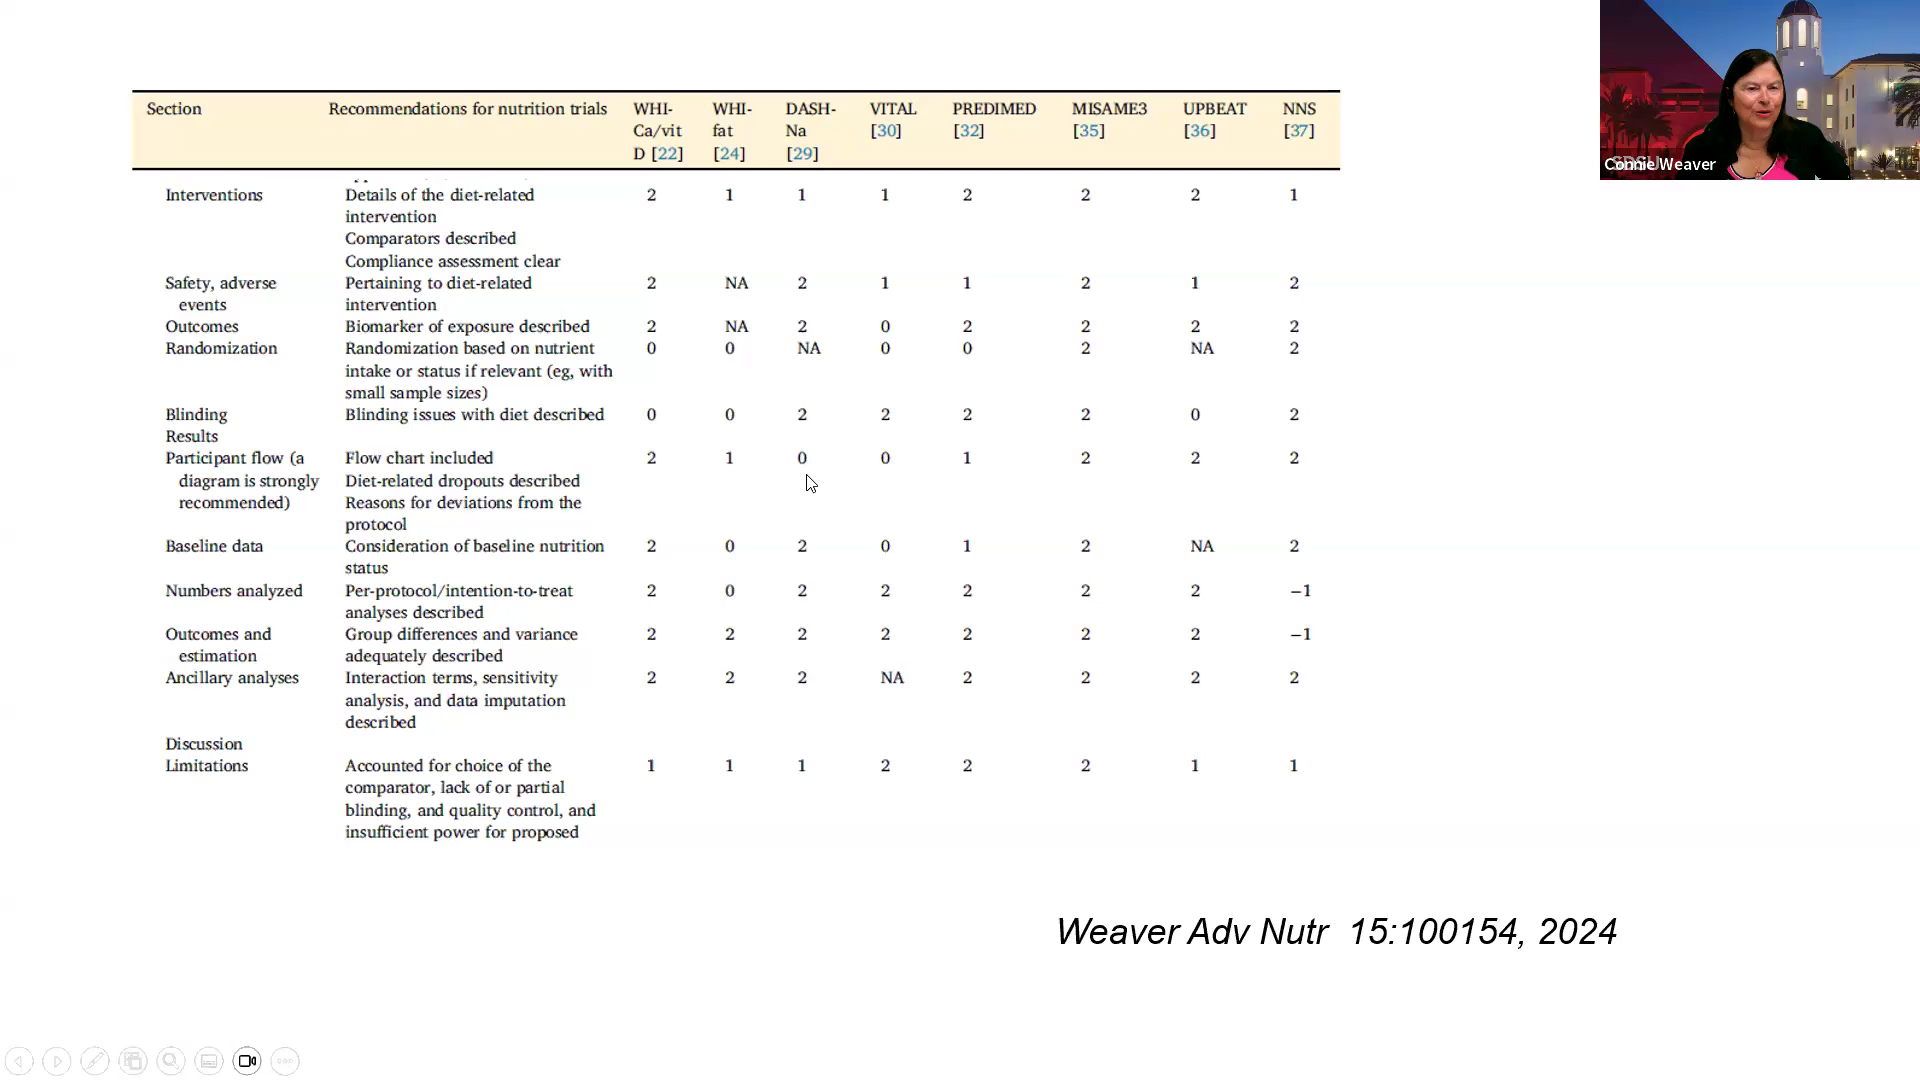 Section Recommendations for nutrition trials WHI- WHI- DASH- VITAL PREDIMED MISAME3 UPBEAT NNS
Ca/vit fat Na [30] [32] [35] [36] [37]
D [22] [24] [29]
Interventions Details of the diet-related 2 1 1 1 2 2 2 1
intervention
Comparators described
Compliance assessment clear
Safety, adverse Pertaining to diet-related 2 NA 2 1 1 2 1 2
events intervention
Outcomes Biomarker of exposure described 2 NA 2 0 2 2 2 2
Randomization Randomization based on nutrient 0 0 NA 0 0 2 NA 2
intake or status if relevant (eg, with
small sample sizes)
Blinding Blinding issues with diet described 0 0 2 2 2 2 0 2
Results
Participant flow (a Flow chart included 2 1 0 0 1 2 2 2
diagram is strongly Diet-related dropouts described
recommended) Reasons for deviations from the
protocol
Baseline data Consideration of baseline nutrition 2 0 2 0 1 2 NA 2
status
Numbers analyzed Per-protocol/intention-to-treat 2 0 2 2 2 2 2 −1
analyses described
Outcomes and Group differences and variance 2 2 2 2 2 2 2 −1
estimation adequately described
Ancillary analyses Interaction terms, sensitivity 2 2 2 NA 2 2 2 2
analysis, and data imputation
described
Discussion
Limitations Accounted for choice of the 1 1 1 2 2 2 1 1
comparator, lack of or partial
blinding, and quality control, and
insufficient power for proposed
Weaver Adv Nutr 15:100154, 2024
Connie Weaver